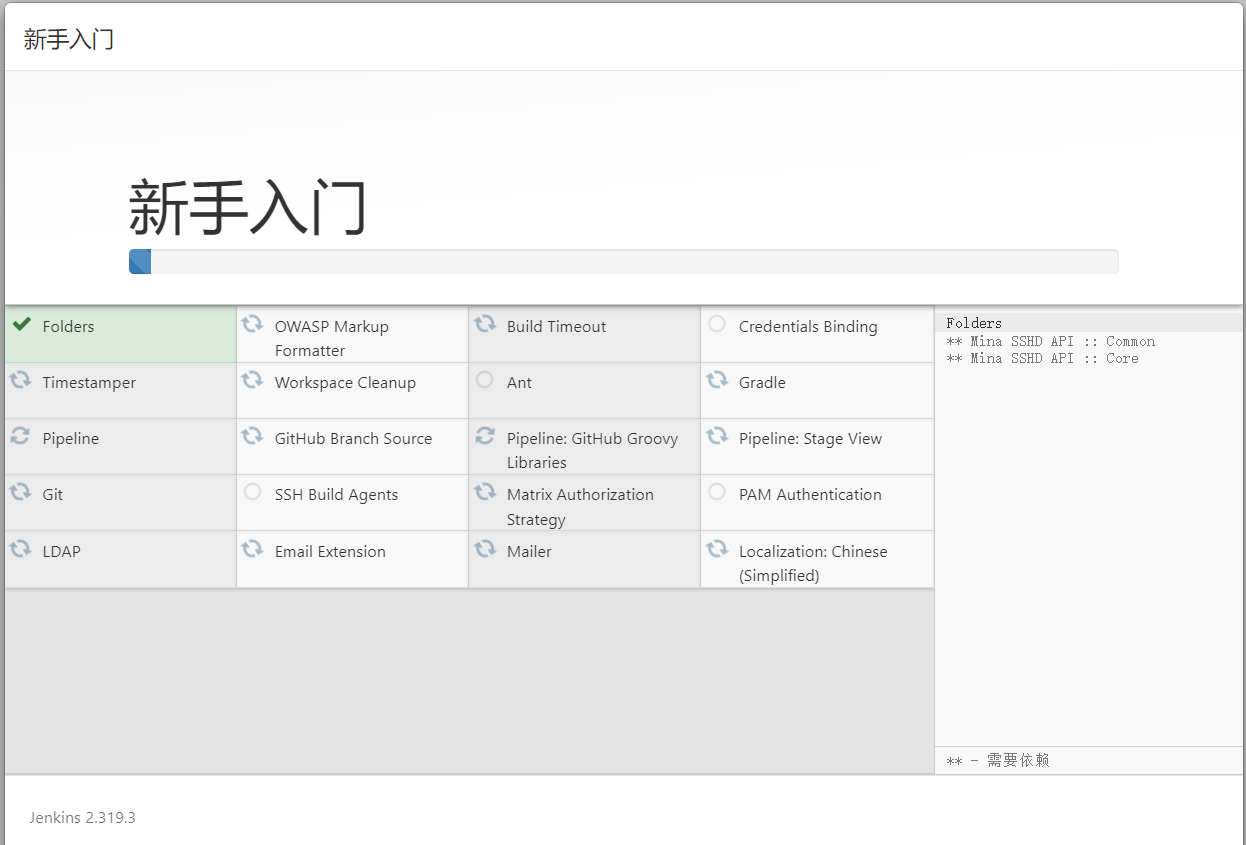 新手入门
新手入门
Folders
OWASP Markup
Formatter
Build Timeout
Credentials Binding
Timestamper
Workspace Cleanup
Ant
Gradle
Pipeline
GitHub Branch Source
Pipeline: GitHub Groovy
Libraries
Pipeline: Stage View
Git
SSH Build Agents
Matrix Authorization
Strategy
PAM Authentication
LDAP
Email Extension
Mailer
Localization: Chinese
(Simplified)
Folders
** Mina SSHD API :: Common
** Mina SSHD API :: Core
** - 需要依赖
Jenkins 2.319.3